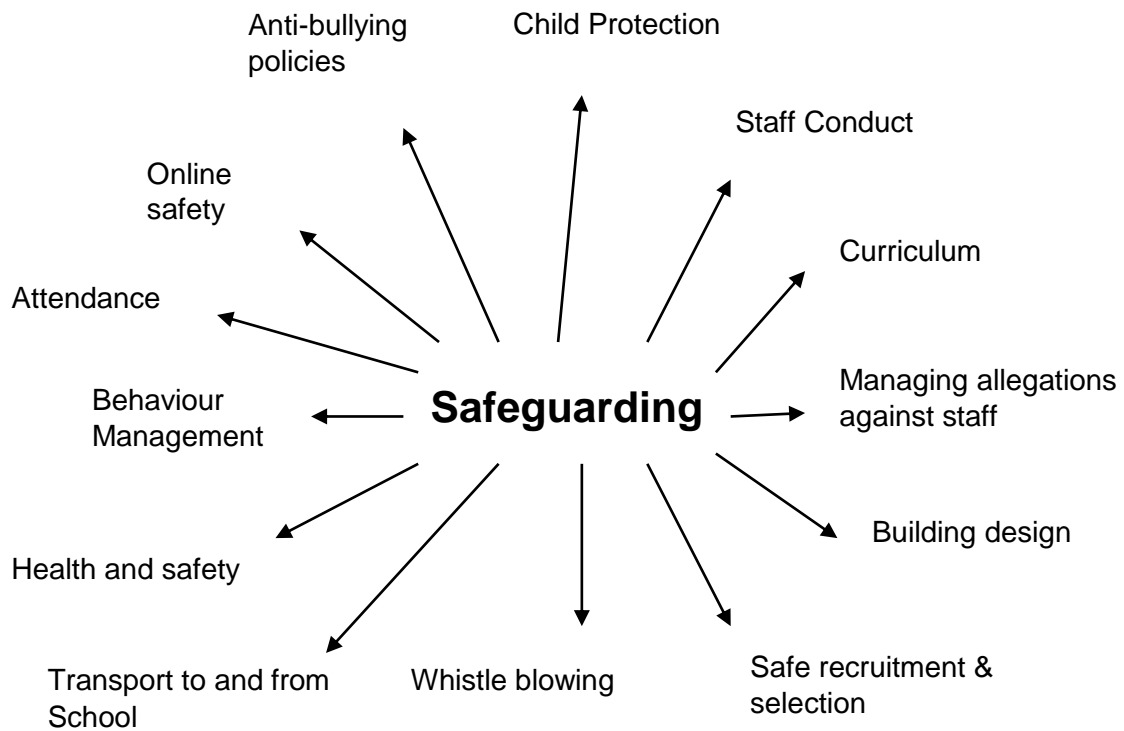 Anti-bullying
policies
Child Protection
Staff Conduct
Online
safety
Curriculum
Attendance
Managing allegations
against staff
Behaviour
Management
Safeguarding
Building design
Health and safety
Transport to and from
School
Whistle blowing
Safe recruitment &
selection